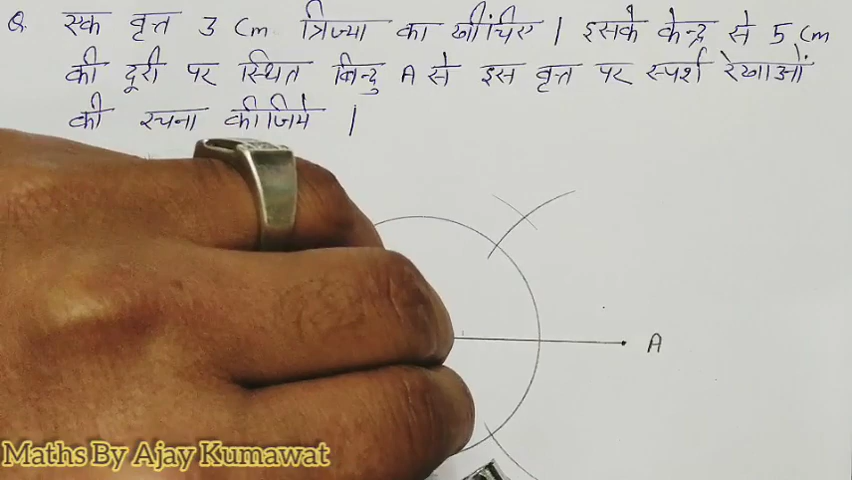 Q. एक वृत्त 3 cm त्रिज्या का खींचिए | इसके केन्द्र से 5 cm
की दूरी पर स्थित बिन्दु A से इस वृत्त पर स्पर्श रेखाओं
की रचना कीजिये |
A
Maths By Ajay Kumawat